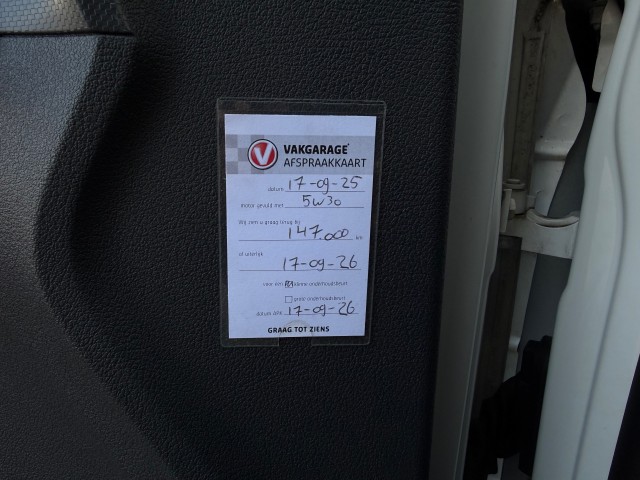 VAKGARAGE
AFSPRAAKKAART
datum 17-09-25
motor gevuld met 5w30
Wij zien u graag terug bij
147.000 km
of uiterlijk
17-09-26
voor een kleine onderhoudsbeurt
grote onderhoudsbeurt
datum APK 17-09-26
GRAAG TOT ZIENS